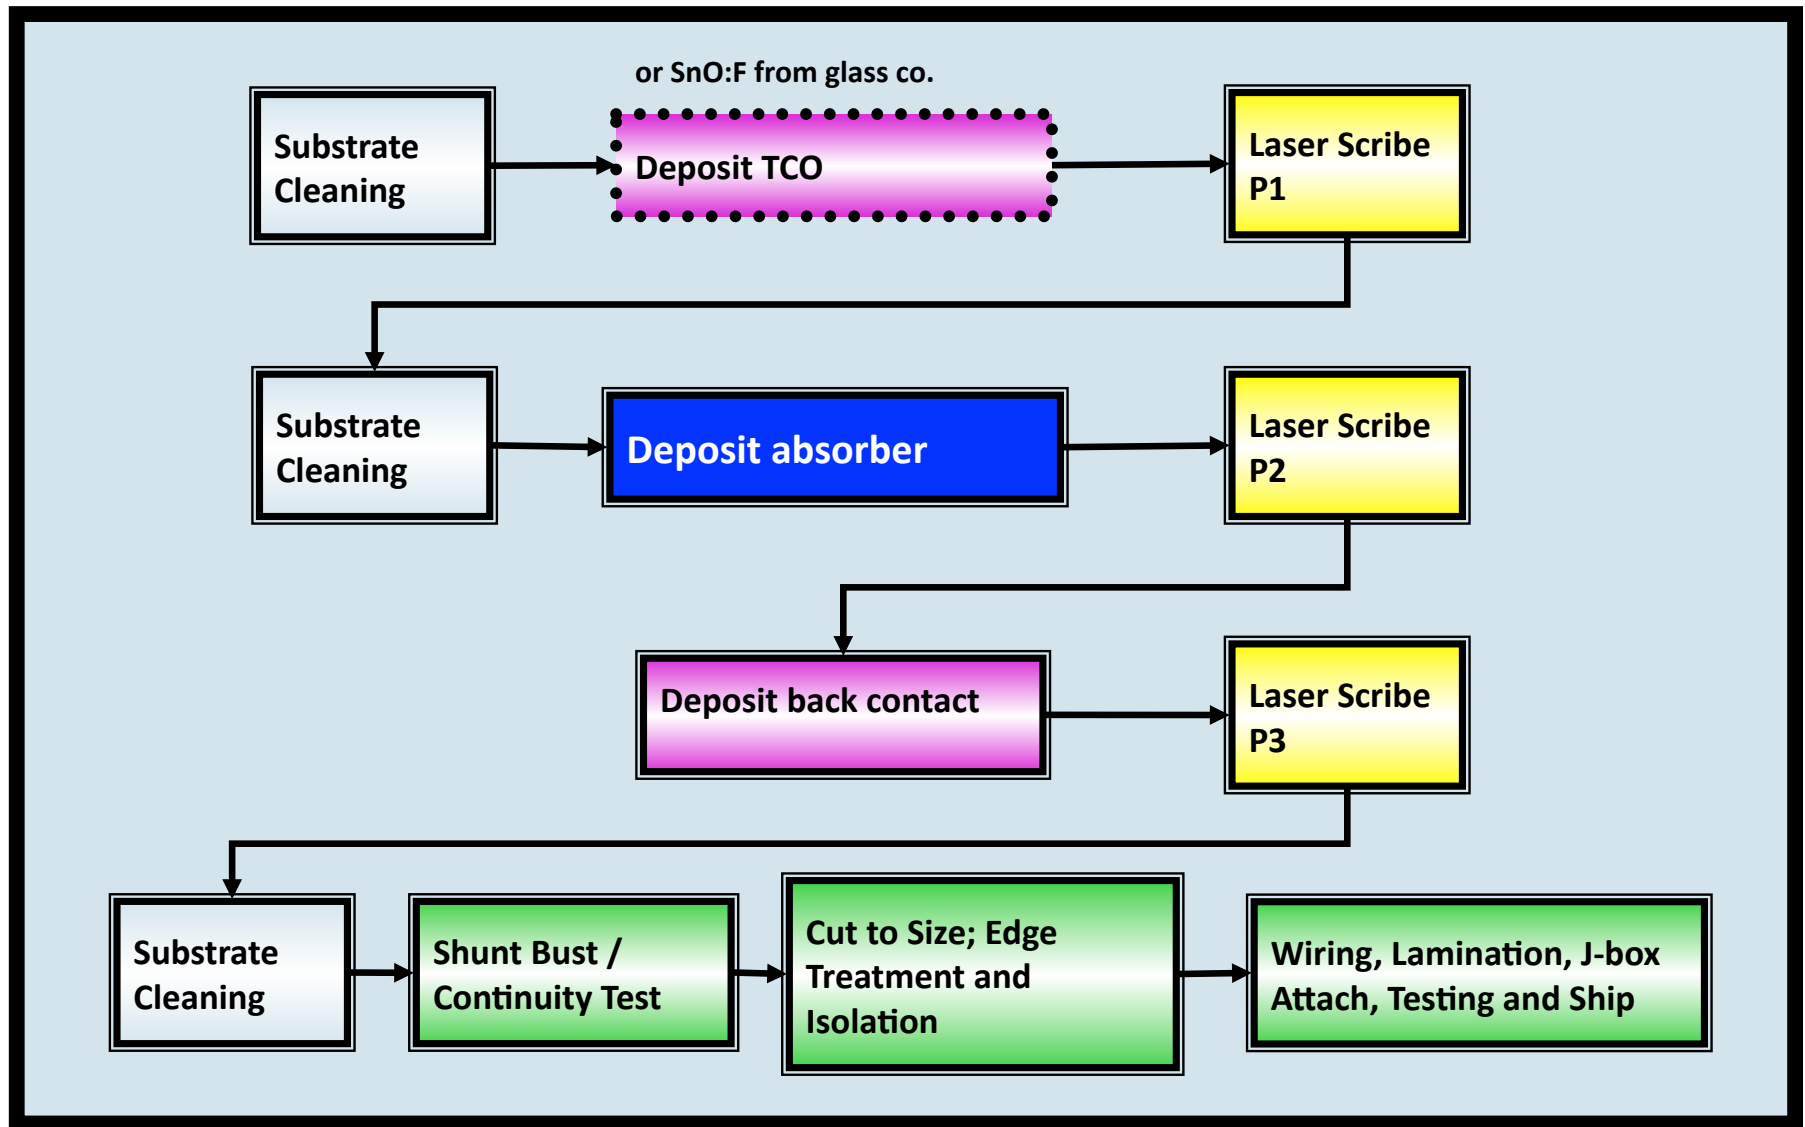 or SnO:F from glass co.
Substrate
Cleaning
Deposit TCO
Laser Scribe
P1
Substrate
Cleaning
Deposit absorber
Laser Scribe
P2
Deposit back contact
Laser Scribe
P3
Substrate
Cleaning
Shunt Bust /
Continuity Test
Cut to Size; Edge
Treatment and
Isolation
Wiring, Lamination, J-box
Attach, Testing and Ship